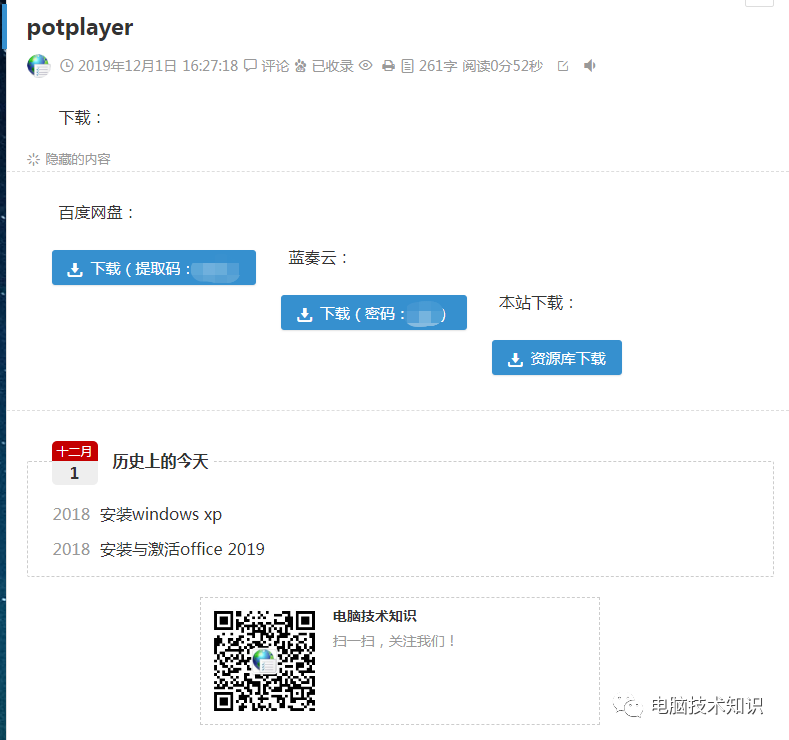 potplayer
2019年12月1日 16:27:18 评论 已收录 261字 阅读0分52秒
下载：
隐藏的内容
百度网盘：
下载 ( 提取码：
蓝奏云：
下载 ( 密码： )
本站下载：
资源库下载
十二月
1
历史上的今天
2018 安装windows xp
2018 安装与激活office 2019
电脑技术知识
扫一扫，关注我们！
电脑技术知识